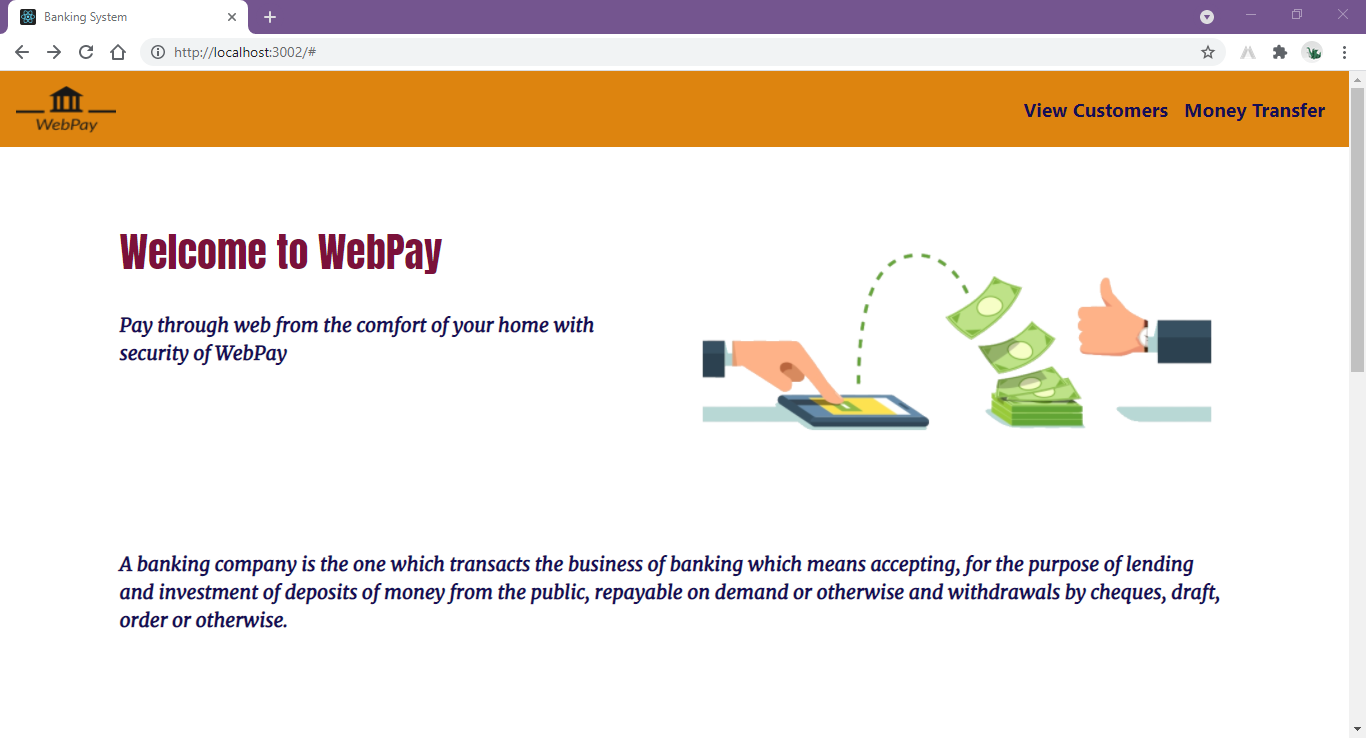 Banking System
http://localhost:3002/#
WebPay
View Customers Money Transfer
Welcome to WebPay
Pay through web from the comfort of your home with
security of WebPay
A banking company is the one which transacts the business of banking which means accepting, for the purpose of lending
and investment of deposits of money from the public, repayable on demand or otherwise and withdrawals by cheques, draft,
order or otherwise.